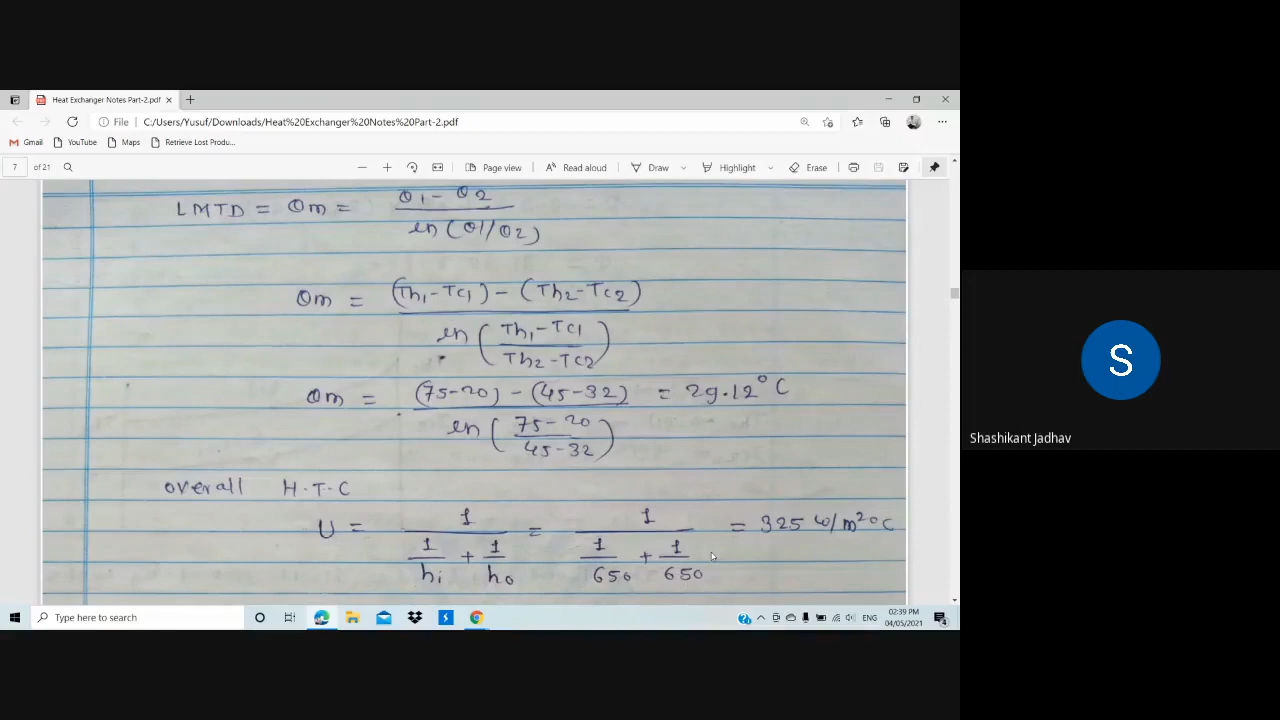 Heat Exchanger Notes Part-2.pdf
File C:/Users/Yusuf/Downloads/Heat%20Exchanger%20Notes%20Part-2.pdf
Gmail YouTube Maps Retrieve Lost Produ...
7 of 21 Page view Read aloud Draw Highlight Erase
LMTD = θm = θ1 - θ2 / ln (θ1/θ2)
θm = (Th1 - Tc1) - (Th2 - Tc2) / ln (Th1 - Tc1 / Th2 - Tc2)
θm = (75-20) - (45-32) / ln (75-20 / 45-32) = 29.12°C
overall H.T.C
U = 1 / (1/hi + 1/ho) = 1 / (1/650 + 1/650) = 325 W/m²°C
S
Shashikant Jadhav
Type here to search
ENG
02:39 PM
04/05/2021
4